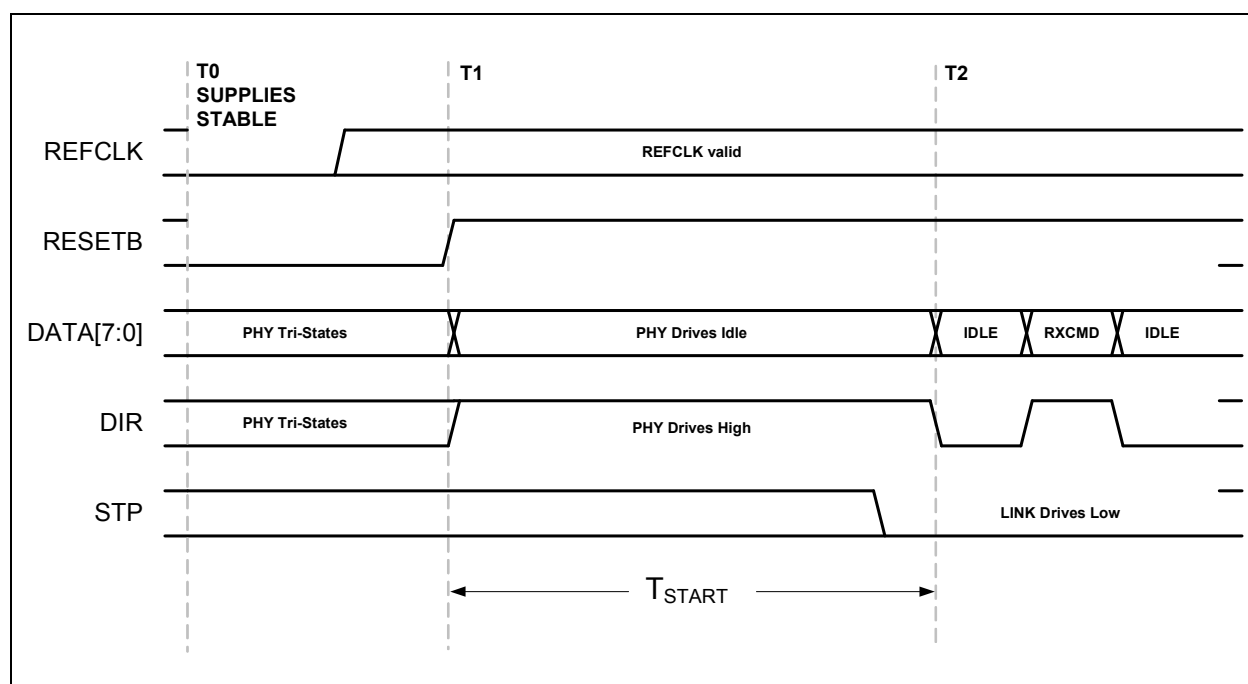 T0
SUPPLIES
STABLE
T1
T2
REFCLK
REFCLK valid
RESETB
DATA[7:0]
PHY Tri-States
PHY Drives Idle
IDLE
RXCMD
IDLE
DIR
PHY Tri-States
PHY Drives High
STP
LINK Drives Low
TSTART